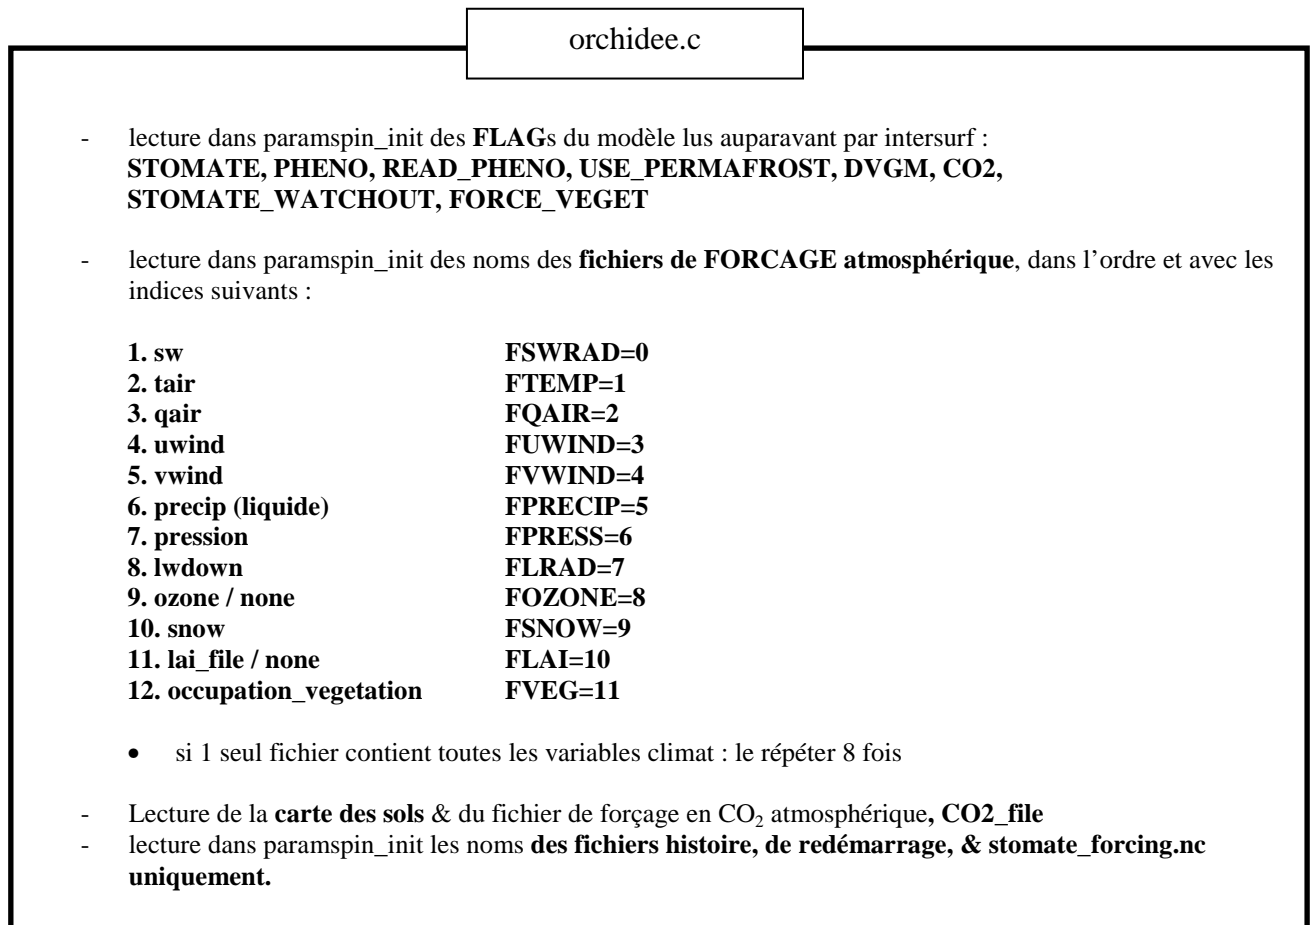 orchidee.c
- lecture dans paramspin_init des FLAGs du modèle lus auparavant par intersurf :
STOMATE, PHENO, READ_PHENO, USE_PERMAFROST, DVGM, CO2,
STOMATE_WATCHOUT, FORCE_VEGET
- lecture dans paramspin_init des noms des fichiers de FORCAGE atmosphérique, dans l’ordre et avec les
indices suivants :
1. sw FSWRAD=0
2. tair FTEMP=1
3. qair FQAIR=2
4. uwind FUWIND=3
5. vwind FVWIND=4
6. precip (liquide) FPRECIP=5
7. pression FPRESS=6
8. lwdown FLRAD=7
9. ozone / none FOZONE=8
10. snow FSNOW=9
11. lai_file / none FLAI=10
12. occupation_vegetation FVEG=11
• si 1 seul fichier contient toutes les variables climat : le répéter 8 fois
- Lecture de la carte des sols & du fichier de forçage en CO2 atmosphérique, CO2_file
- lecture dans paramspin_init les noms des fichiers histoire, de redémarrage, & stomate_forcing.nc
uniquement.